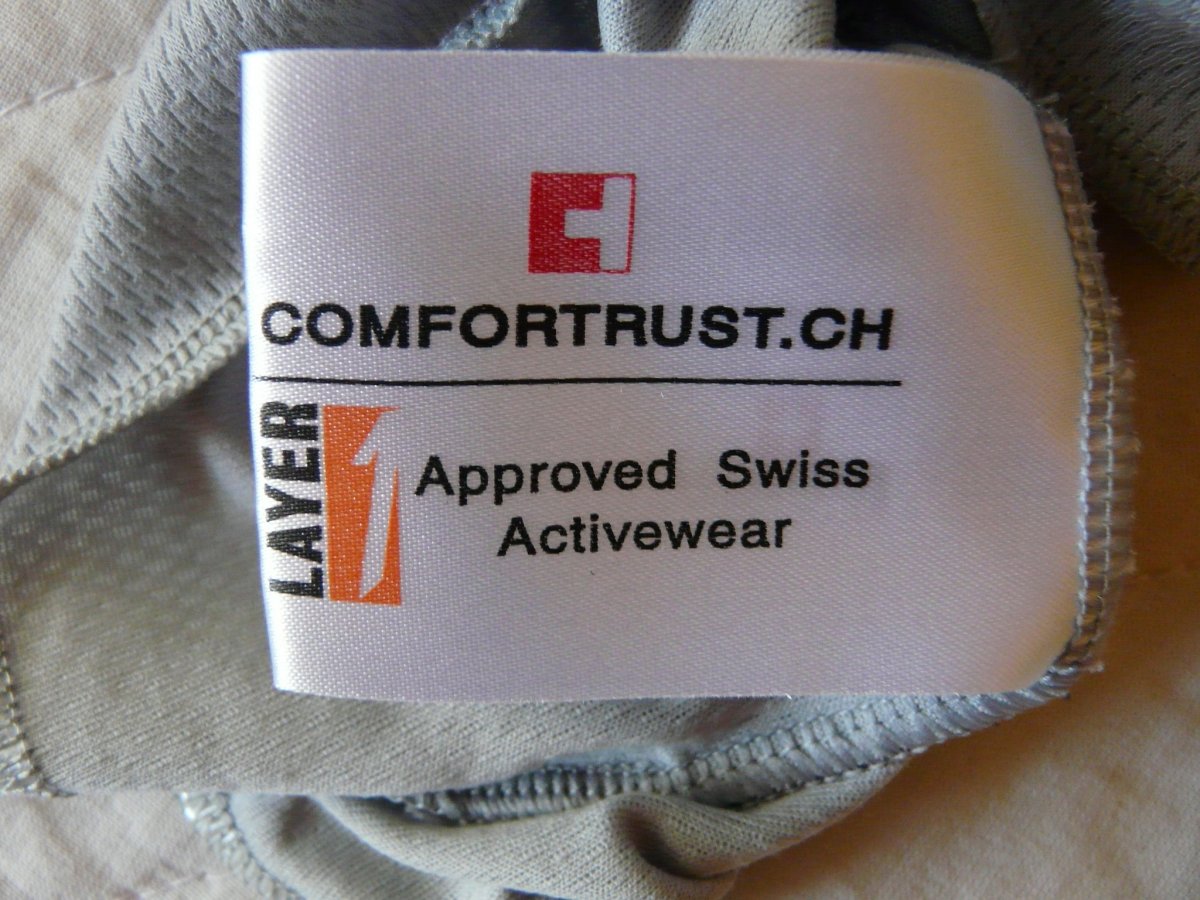 COMFORTRUST.CH
LAYER 1
Approved Swiss
Activewear